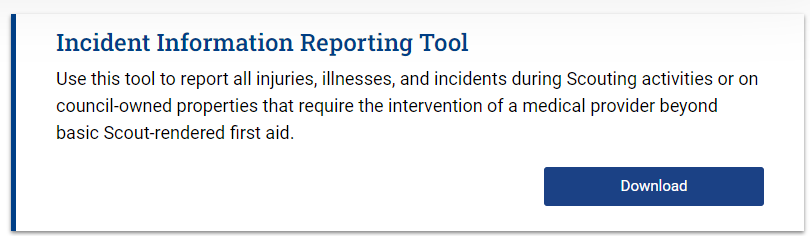 Incident Information Reporting Tool
Use this tool to report all injuries, illnesses, and incidents during Scouting activities or on
council-owned properties that require the intervention of a medical provider beyond
basic Scout-rendered first aid.
Download